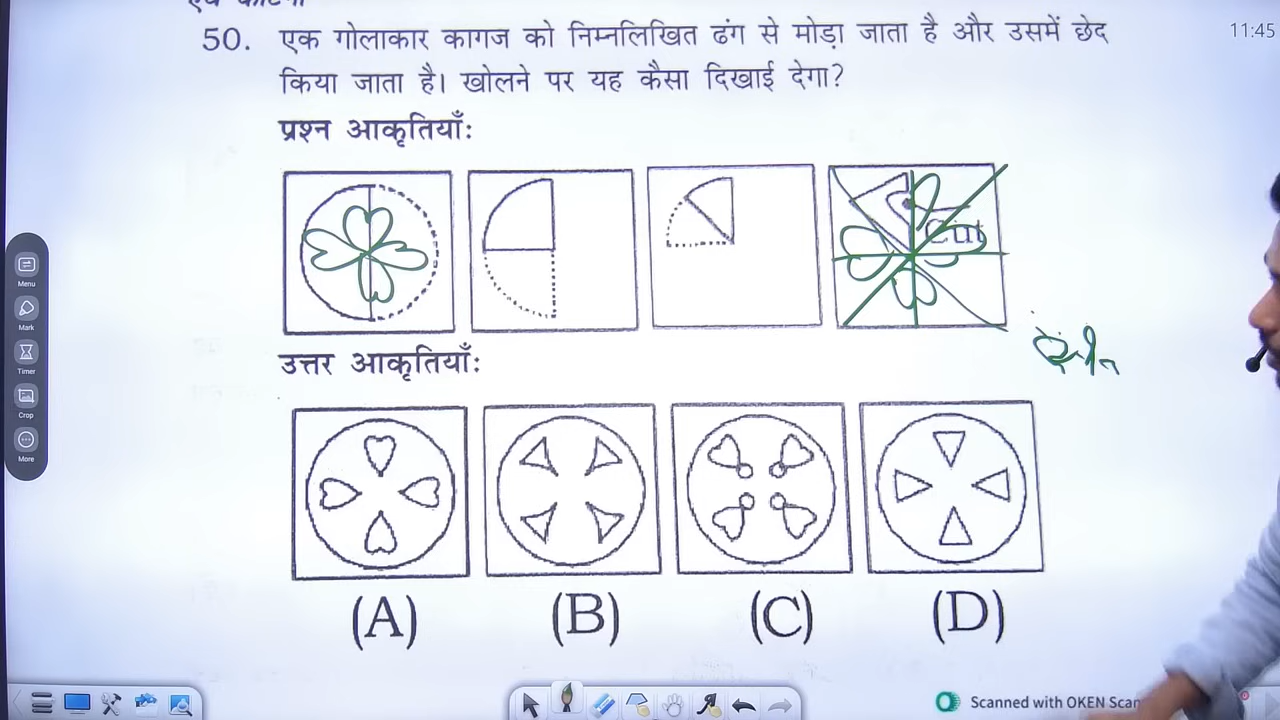 50. एक गोलाकार कागज को निम्नलिखित ढंग से मोड़ा जाता है और उसमें छेद
किया जाता है। खोलने पर यह कैसा दिखाई देगा?
11:45
प्रश्न आकृतियाँ:
Cut
उत्तर आकृतियाँ:
(A) (B) (C) (D)
Menu
Mark
Timer
Crop
More
Scanned with OKEN Scan